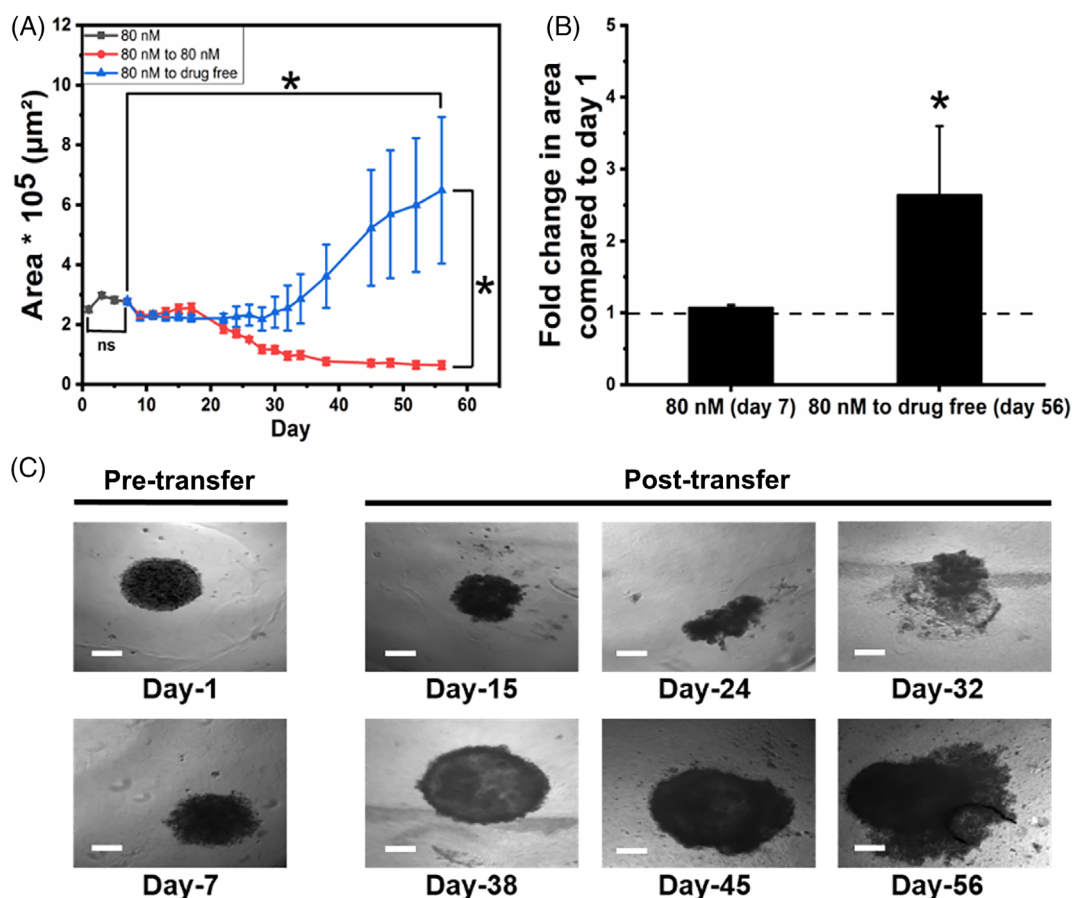 (A)
12
10
8
6
4
2
0
Area * 10⁵ (μm²)
80 nM
80 nM to 80 nM
80 nM to drug free
*
*
ns
0 10 20 30 40 50 60
Day
(B)
5
4
3
2
1
0
Fold change in area
compared to day 1
*
80 nM (day 7) 80 nM to drug free (day 56)
(C)
Pre-transfer Post-transfer
Day-1 Day-15 Day-24 Day-32
Day-7 Day-38 Day-45 Day-56